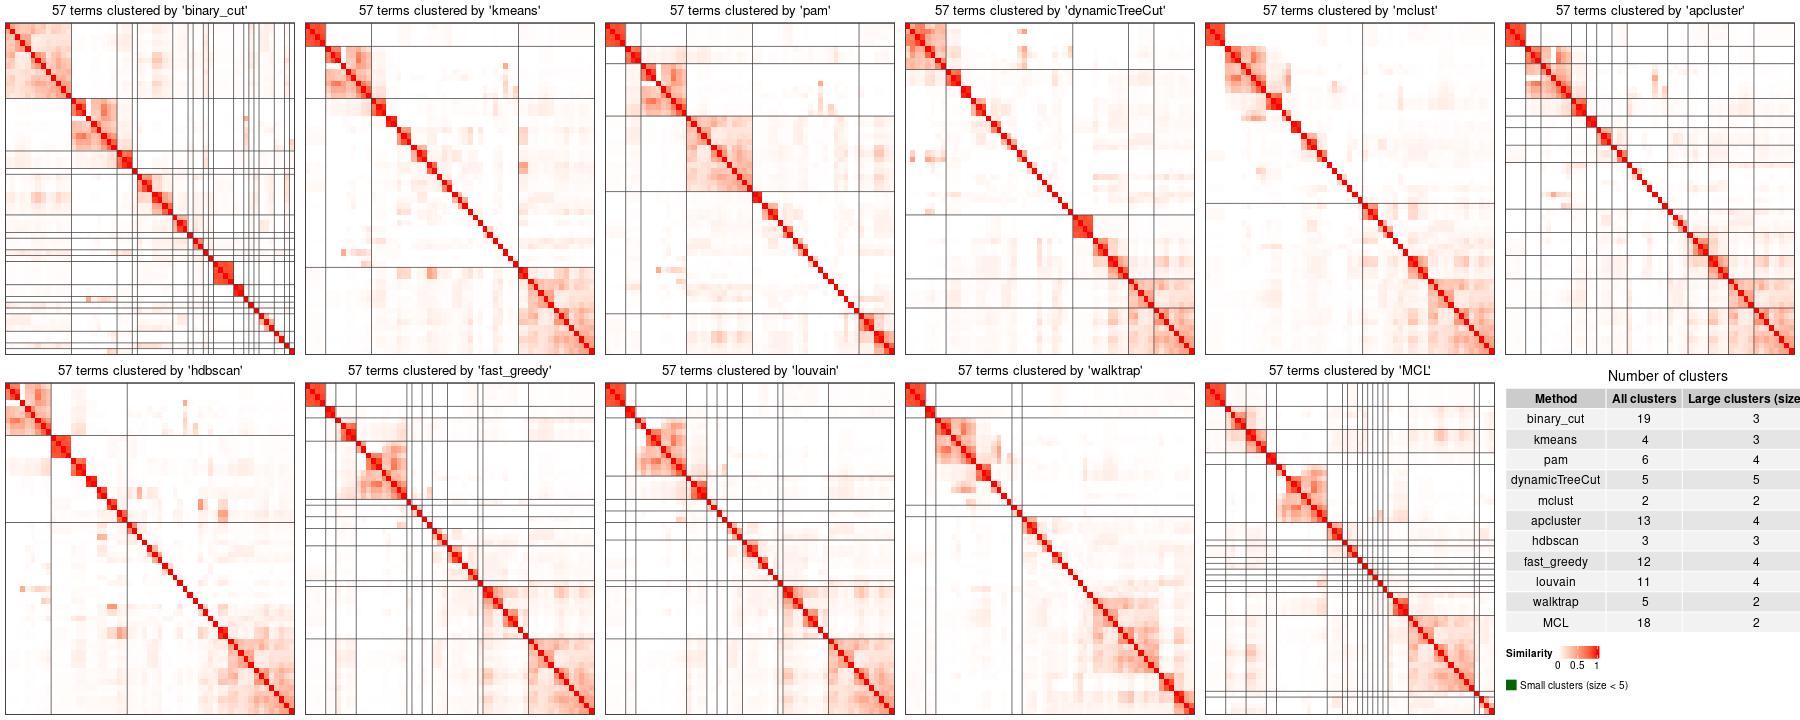 57 terms clustered by 'binary_cut'
57 terms clustered by 'kmeans'
57 terms clustered by 'pam'
57 terms clustered by 'dynamicTreeCut'
57 terms clustered by 'mclust'
57 terms clustered by 'apcluster'
57 terms clustered by 'hdbscan'
57 terms clustered by 'fast_greedy'
57 terms clustered by 'louvain'
57 terms clustered by 'walktrap'
57 terms clustered by 'MCL'
Number of clusters
Method All clusters Large clusters (size
binary_cut 19 3
kmeans 4 3
pam 6 4
dynamicTreeCut 5 5
mclust 2 2
apcluster 13 4
hdbscan 3 3
fast_greedy 12 4
louvain 11 4
walktrap 5 2
MCL 18 2
Similarity
0 0.5 1
Small clusters (size < 5)